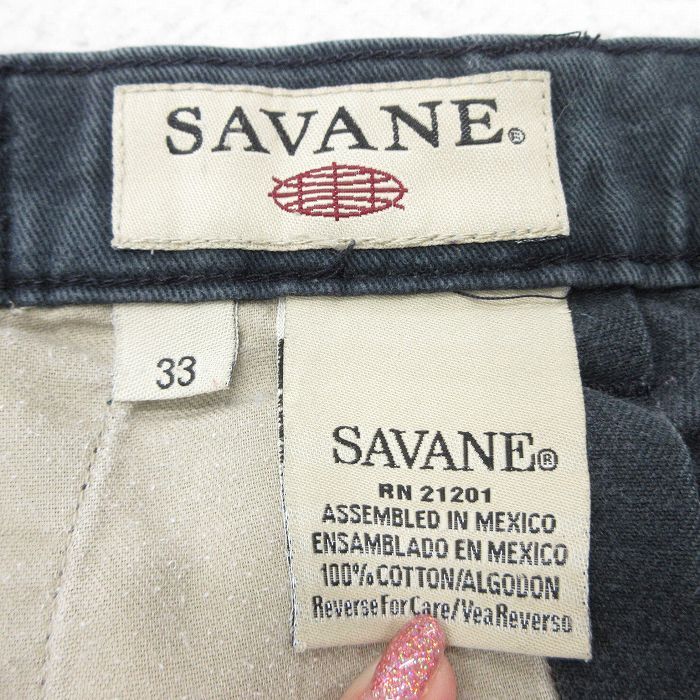 SAVANE®
33
SAVANE®
RN 21201
ASSEMBLED IN MEXICO
ENSAMBLADO EN MEXICO
100% COTTON/ALGODON
ReverseForCare/VeaReverso